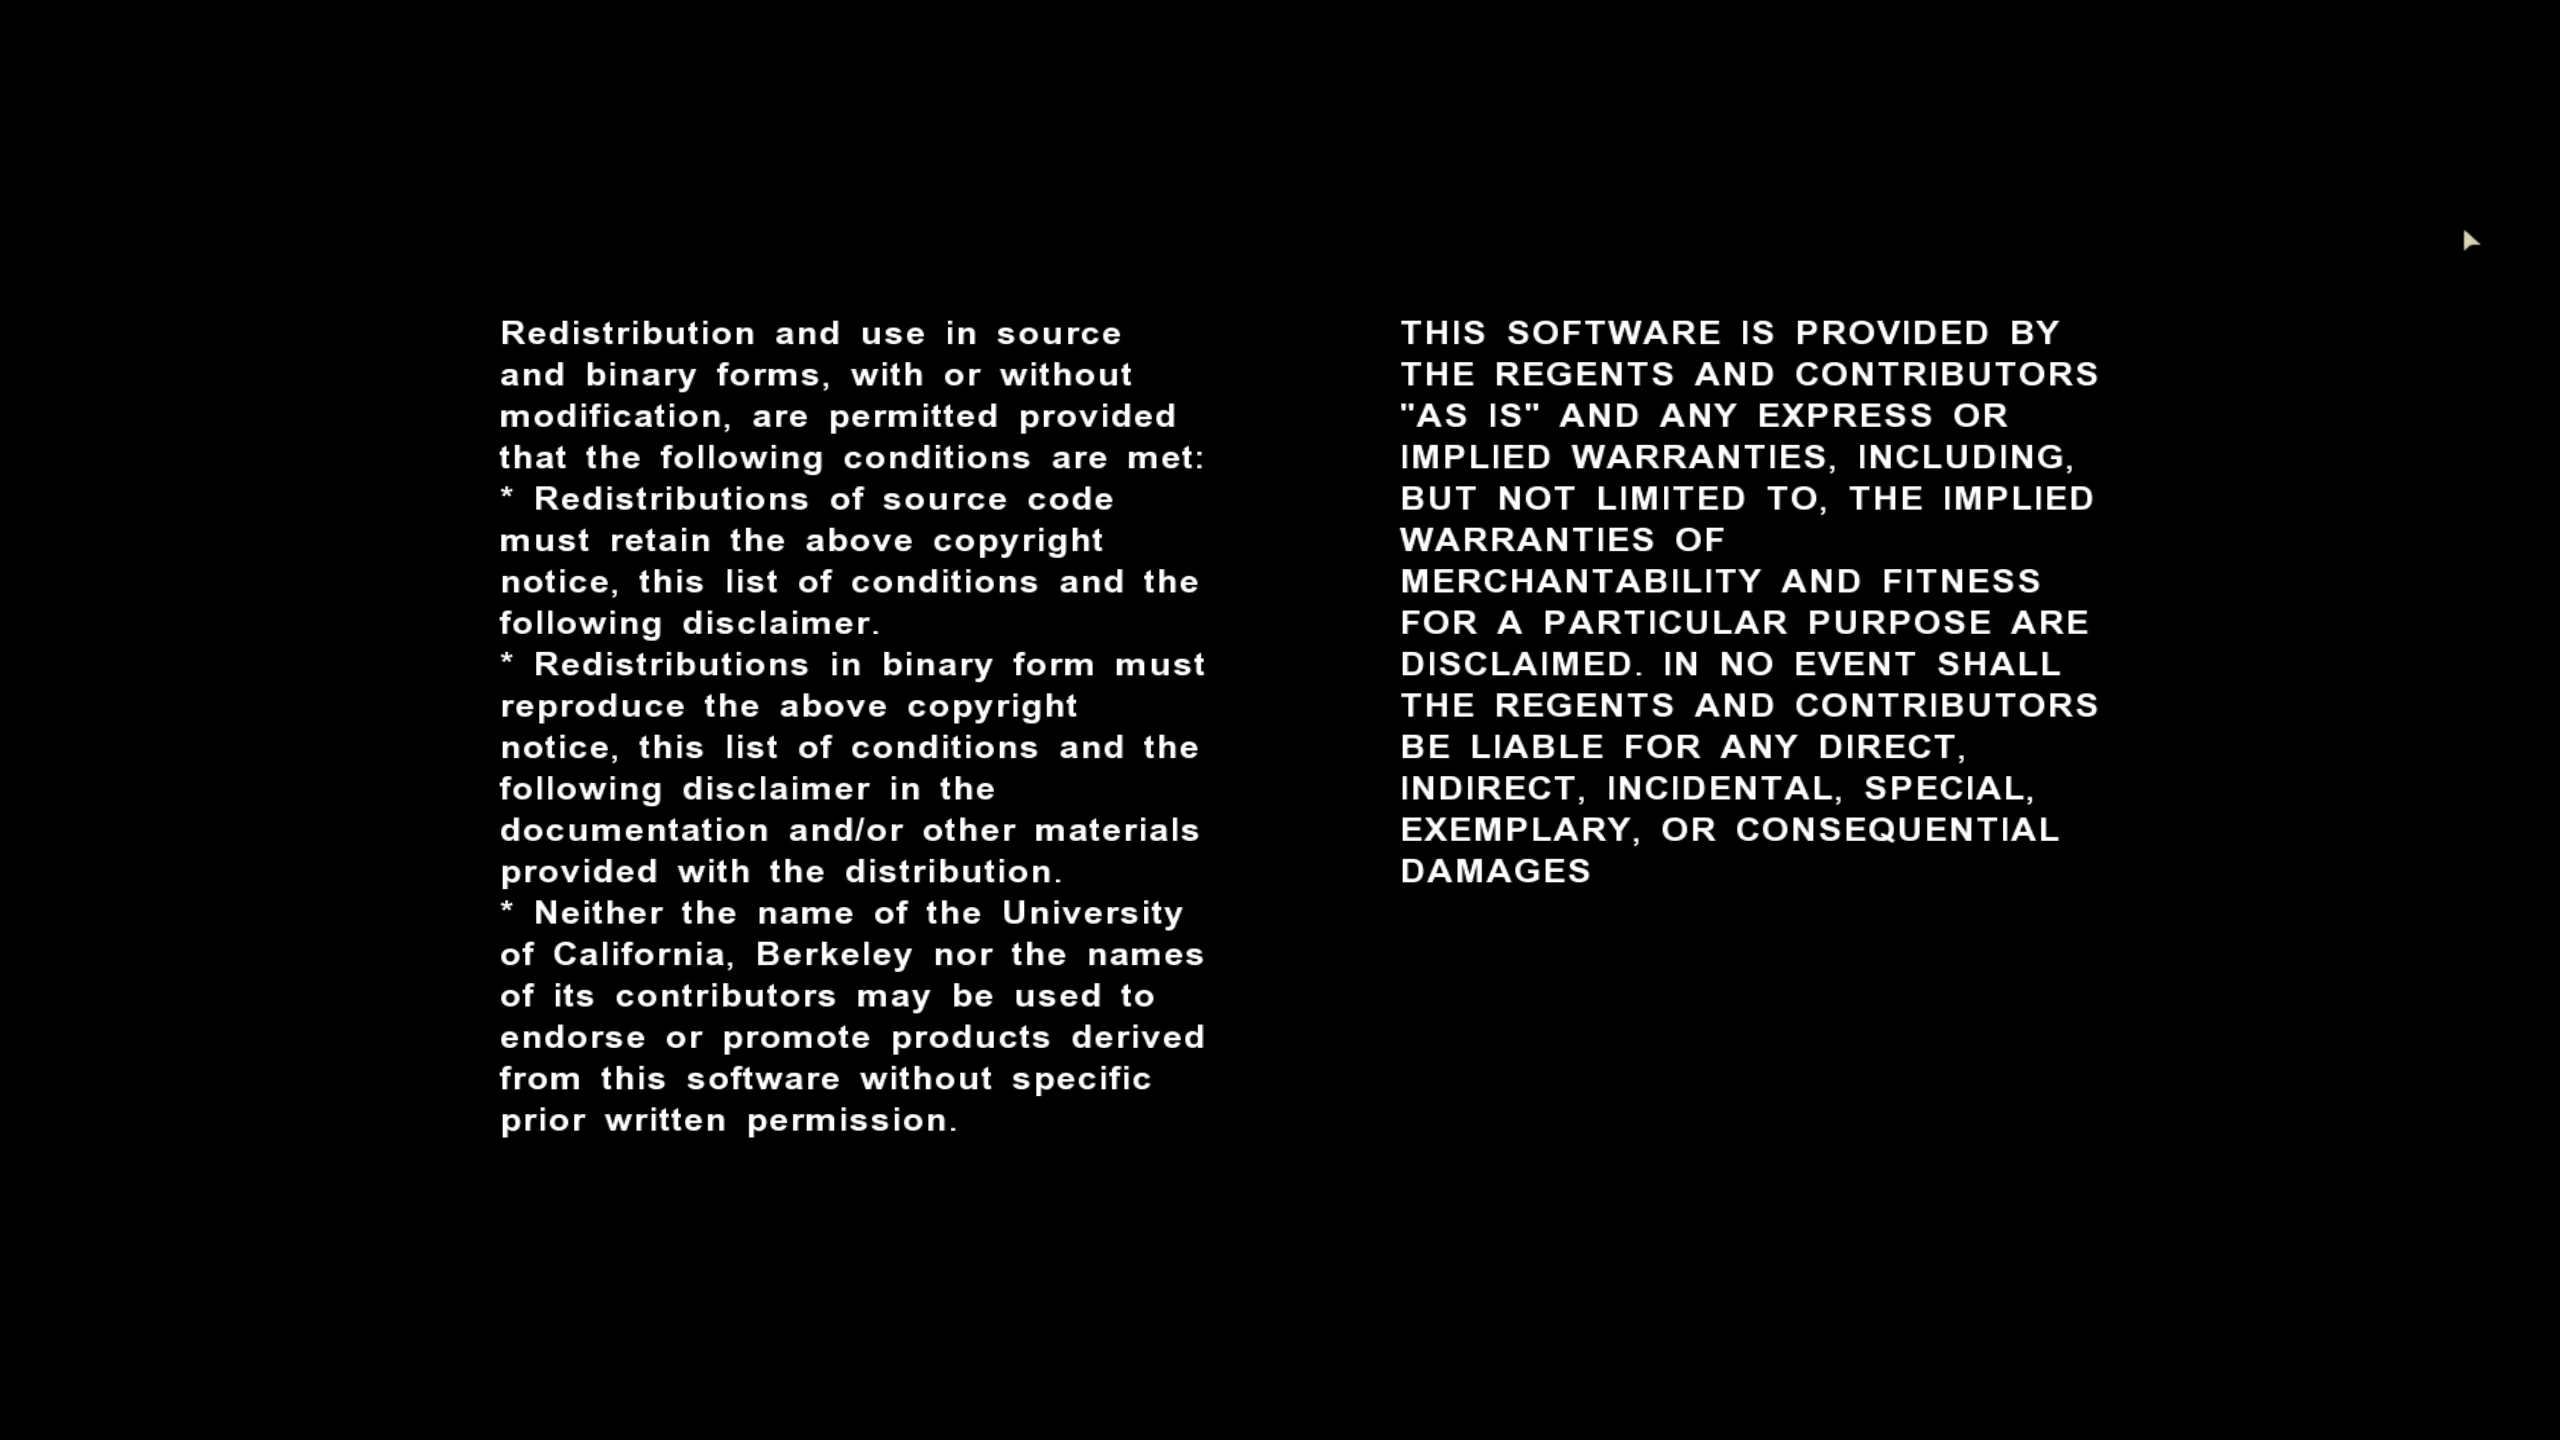 Redistribution and use in source
and binary forms, with or without
modification, are permitted provided
that the following conditions are met:
* Redistributions of source code
must retain the above copyright
notice, this list of conditions and the
following disclaimer.
* Redistributions in binary form must
reproduce the above copyright
notice, this list of conditions and the
following disclaimer in the
documentation and/or other materials
provided with the distribution.
* Neither the name of the University
of California, Berkeley nor the names
of its contributors may be used to
endorse or promote products derived
from this software without specific
prior written permission.
THIS SOFTWARE IS PROVIDED BY
THE REGENTS AND CONTRIBUTORS
"AS IS" AND ANY EXPRESS OR
IMPLIED WARRANTIES, INCLUDING,
BUT NOT LIMITED TO, THE IMPLIED
WARRANTIES OF
MERCHANTABILITY AND FITNESS
FOR A PARTICULAR PURPOSE ARE
DISCLAIMED. IN NO EVENT SHALL
THE REGENTS AND CONTRIBUTORS
BE LIABLE FOR ANY DIRECT,
INDIRECT, INCIDENTAL, SPECIAL,
EXEMPLARY, OR CONSEQUENTIAL
DAMAGES